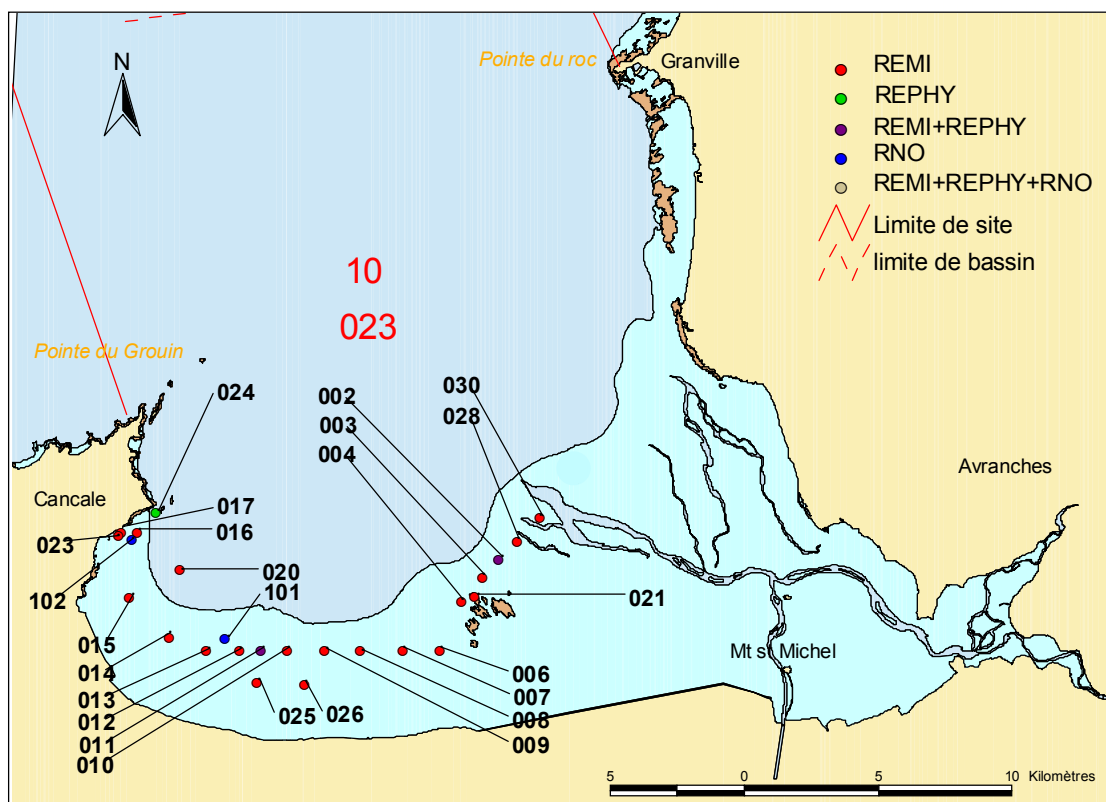 N
Pointe du roc
Granville
REMI
REPHY
REMI+REPHY
RNO
REMI+REPHY+RNO
Limite de site
limite de bassin
10
023
Pointe du Grouin
024
002
003
004
030
028
Cancale
Avranches
017
016
023
102
020
101
021
015
014
013
012
011
010
025
026
006
007
008
009
Mt st Michel
5 0 5 10 Kilomètres